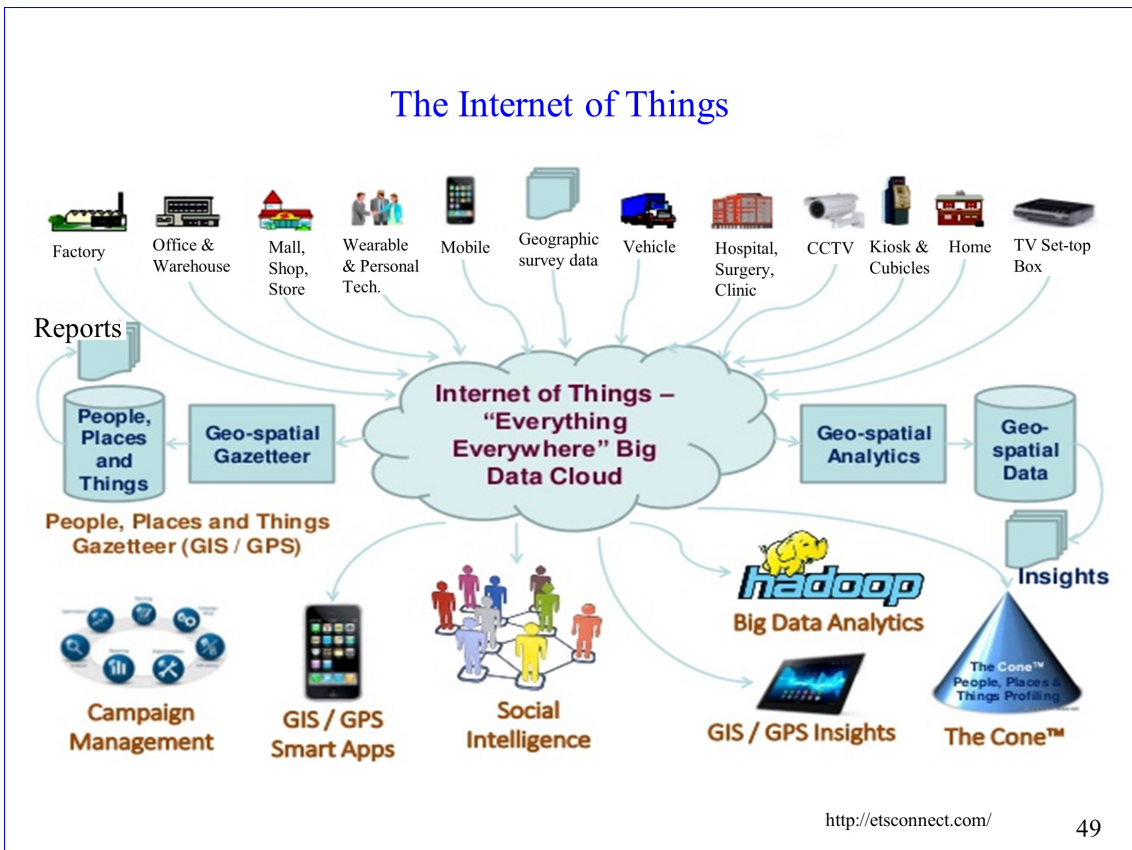 The Internet of Things
Factory
Office &
Warehouse
Mall,
Shop,
Store
Wearable
& Personal
Tech.
Mobile
Geographic
survey data
Vehicle
Hospital,
Surgery,
Clinic
CCTV
Kiosk &
Cubicles
Home
TV Set-top
Box
Reports
People,
Places
and
Things
Geo-spatial
Gazetteer
Internet of Things –
“Everything
Everywhere” Big
Data Cloud
Geo-spatial
Analytics
Geo-
spatial
Data
People, Places and Things
Gazetteer (GIS / GPS)
Insights
hadoop
Big Data Analytics
The Cone™
People, Places &
Things Profiling
Campaign
Management
GIS / GPS
Smart Apps
Social
Intelligence
GIS / GPS Insights
The Cone™
http://etsconnect.com/
49